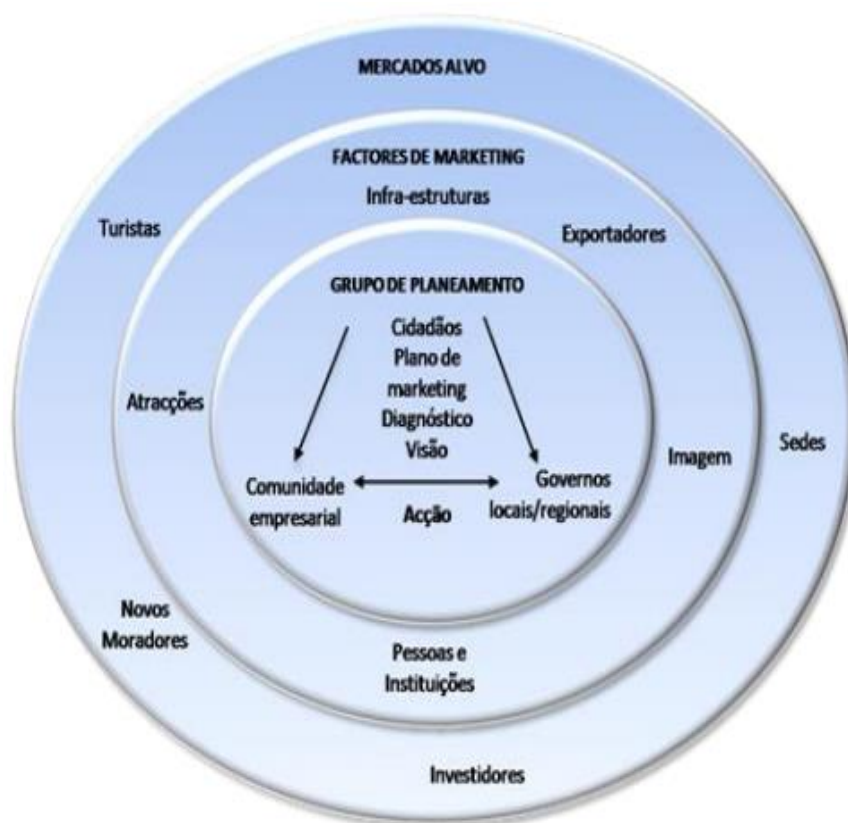 MERCADOS ALVO
FACTORES DE MARKETING
Infra-estruturas
Turistas
Exportadores
GRUPO DE PLANEAMENTO
Cidadãos
Plano de
marketing
Diagnóstico
Visão
Atracções
Imagem
Sedes
Comunidade
empresarial
Acção
Governos
locais/regionais
Novos
Moradores
Pessoas e
Instituições
Investidores